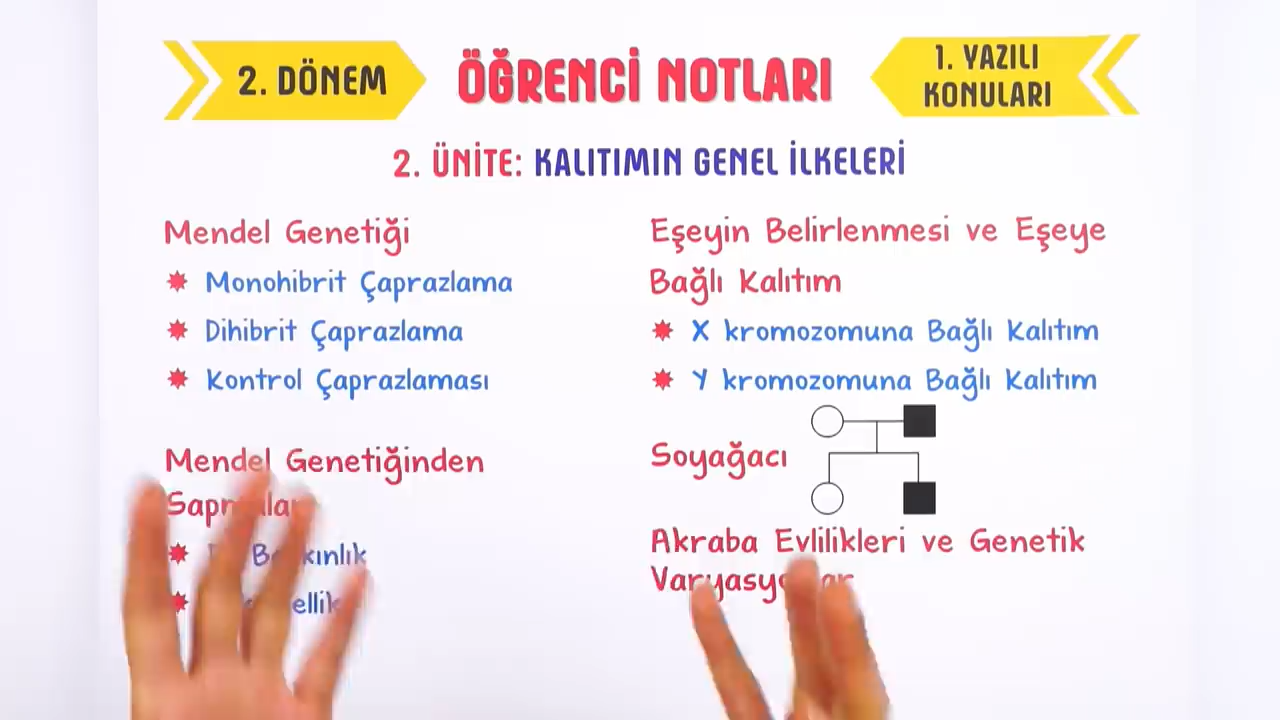 2. DÖNEM
ÖĞRENCİ NOTLARI
1. YAZILI
KONULARI
2. ÜNİTE: KALITIMIN GENEL İLKELERİ
Mendel Genetiği
Monohibrit Çaprazlama
Dihibrit Çaprazlama
Kontrol Çaprazlaması
Mendel Genetiğinden
Eşeyin Belirlenmesi ve Eşeye
Bağlı Kalıtım
X kromozomuna Bağlı Kalıtım
Y kromozomuna Bağlı Kalıtım
Soyağacı
Akraba Evlilikleri ve Genetik